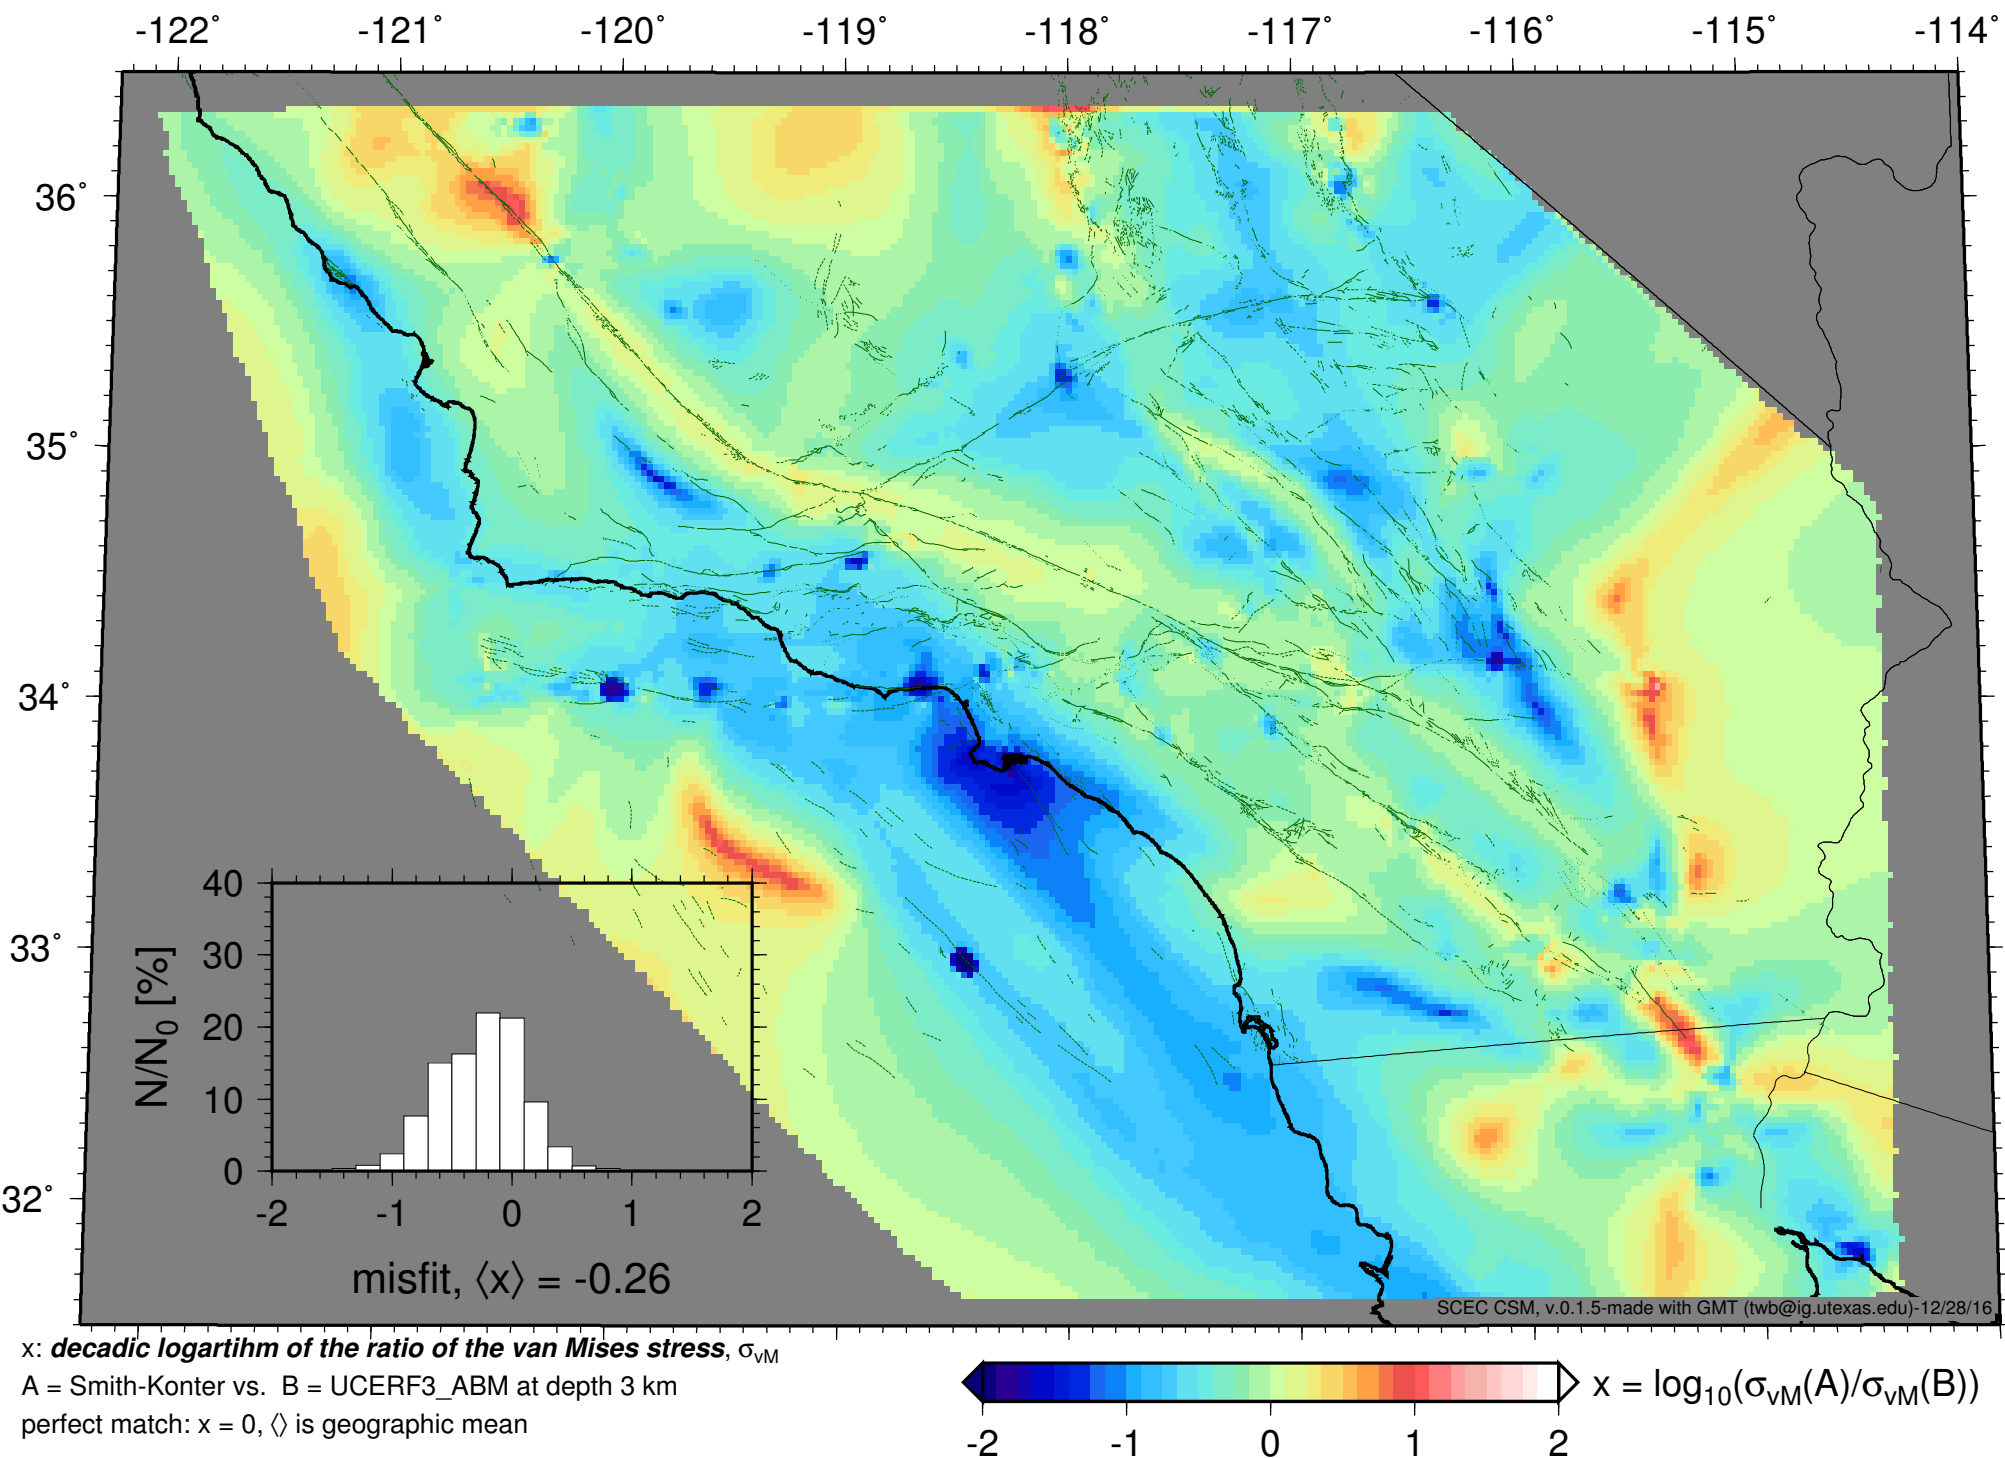 -122˚ -121˚ -120˚ -119˚ -118˚ -117˚ -116˚ -115˚ -114˚
36˚
35˚
34˚
33˚
32˚
40
30
20
10
0
N/N0 [%]
-2 -1 0 1 2
misfit, ⟨x⟩ = -0.26
SCEC CSM, v.0.1.5-made with GMT (twb@ig.utexas.edu)-12/28/16
x: decadic logartihm of the ratio of the van Mises stress, σvM
A = Smith-Konter vs. B = UCERF3_ABM at depth 3 km
perfect match: x = 0, ⟨⟩ is geographic mean
x = log10(σvM(A)/σvM(B))
-2 -1 0 1 2